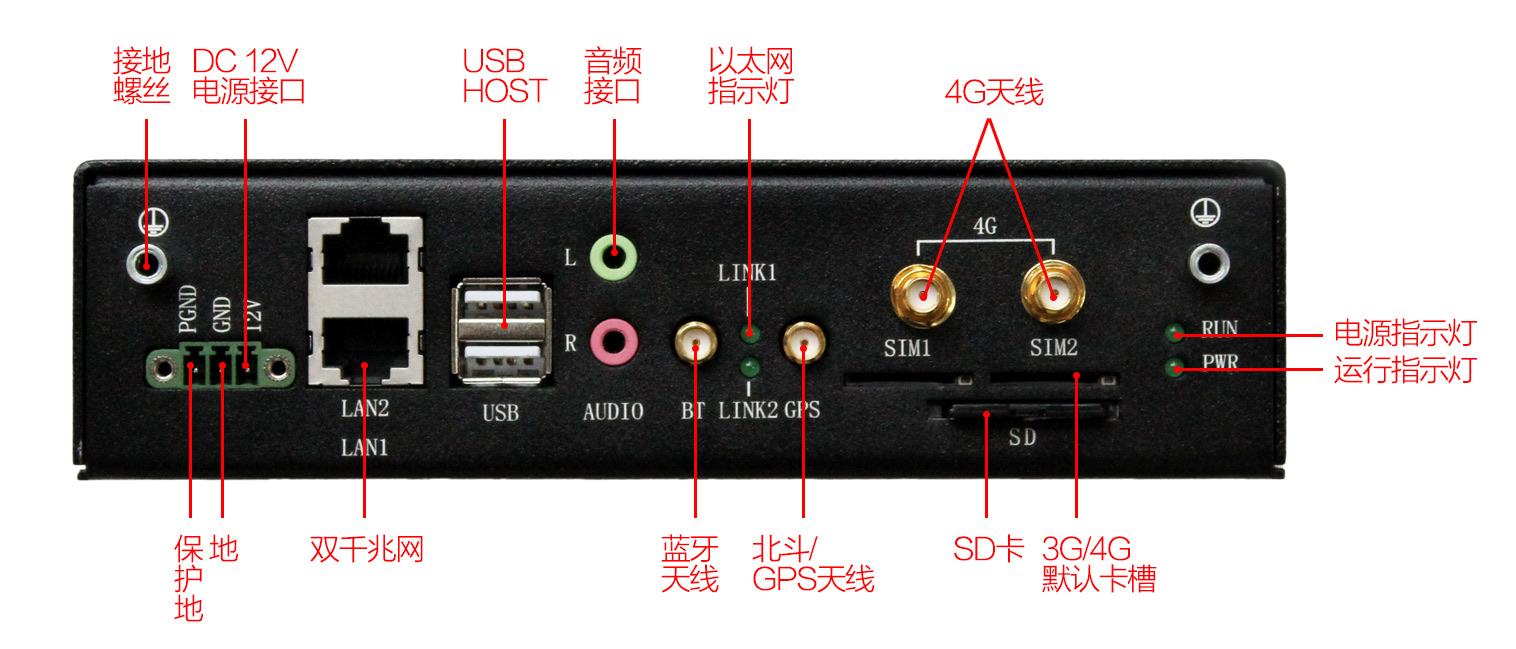 接地
螺丝
DC 12V
电源接口
USB
HOST
音频
接口
以太网
指示灯
4G天线
4G
L
LINK1
PGND
GND
12V
R
SIM1
SIM2
RUN
电源指示灯
PWR
运行指示灯
LAN2
USB
AUDIO
BT
LINK2
GPS
SD
LAN1
保
护
地
地
双千兆网
蓝牙
天线
北斗/
GPS天线
SD卡
3G/4G
默认卡槽